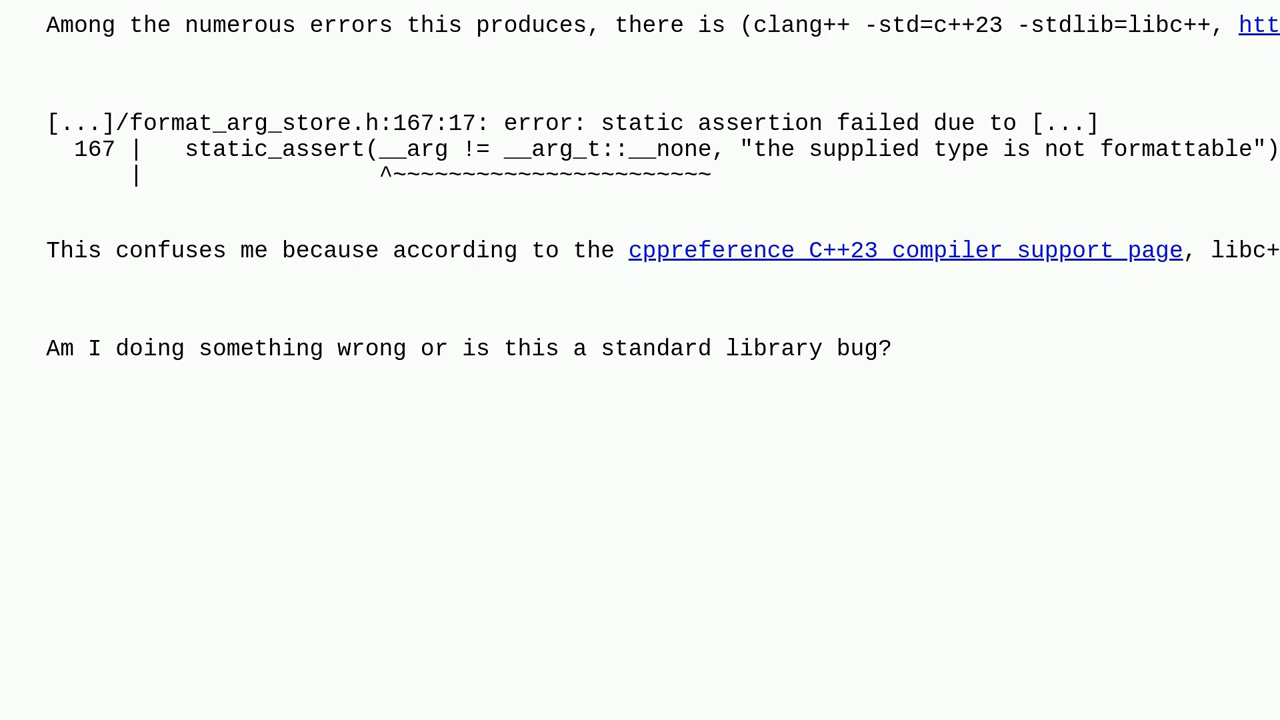 Among the numerous errors this produces, there is (clang++ -std=c++23 -stdlib=libc++, htt
[...]/format_arg_store.h:167:17: error: static assertion failed due to [...]
  167 |   static_assert(__arg != __arg_t::__none, "the supplied type is not formattable")
      |                 ^~~~~~~~~~~~~~~~~~~~~~~~
This confuses me because according to the cppreference C++23 compiler support page, libc+
Am I doing something wrong or is this a standard library bug?